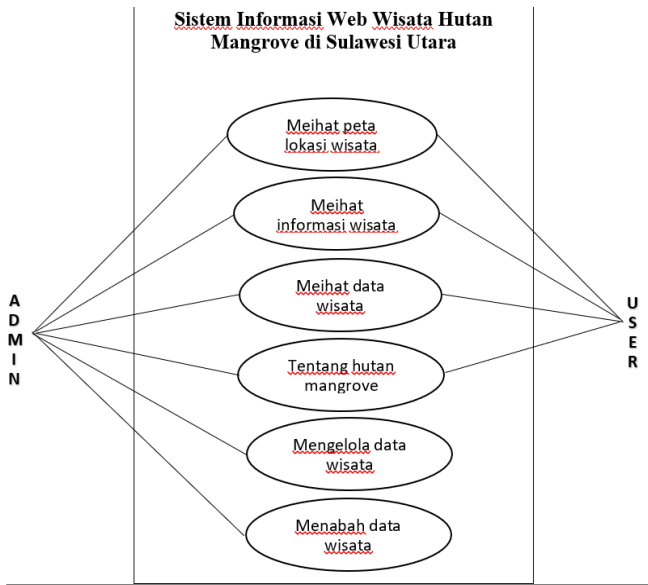 Sistem Informasi Web Wisata Hutan
Mangrove di Sulawesi Utara
Meihat peta
lokasi wisata
Meihat
informasi wisata
Meihat data
wisata
Tentang hutan
mangrove
Mengelola data
wisata
Menabah data
wisata
A
D
M
I
N
U
S
E
R